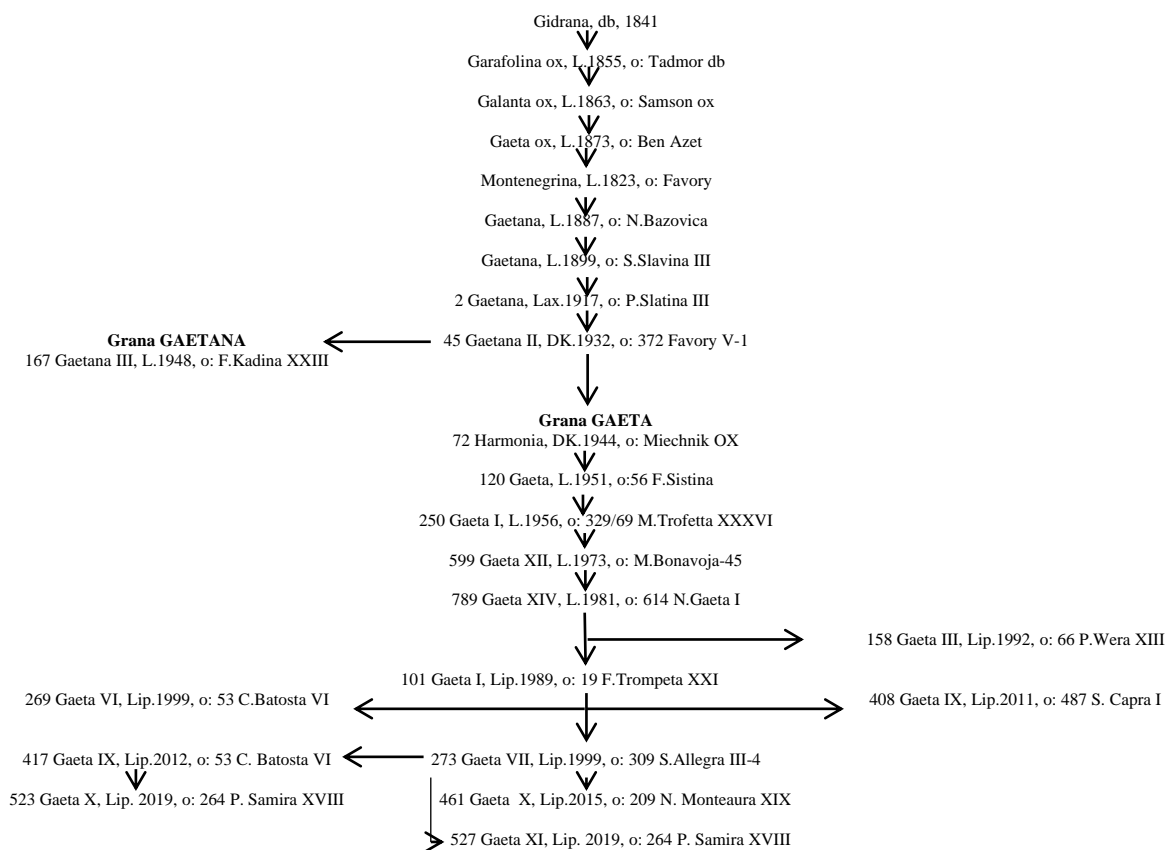 Gidrana, db, 1841
Garafolina ox, L.1855, o: Tadmor db
Galanta ox, L.1863, o: Samson ox
Gaeta ox, L.1873, o: Ben Azet
Montenegrina, L.1823, o: Favory
Gaetana, L.1887, o: N.Bazovica
Gaetana, L.1899, o: S.Slavina III
2 Gaetana, Lax.1917, o: P.Slatina III
Grana GAETANA
45 Gaetana II, DK.1932, o: 372 Favory V-1
167 Gaetana III, L.1948, o: F.Kadina XXIII
Grana GAETA
72 Harmonia, DK.1944, o: Miechnik OX
120 Gaeta, L.1951, o:56 F.Sistina
250 Gaeta I, L.1956, o: 329/69 M.Trofetta XXXVI
599 Gaeta XII, L.1973, o: M.Bonavoja-45
789 Gaeta XIV, L.1981, o: 614 N.Gaeta I
158 Gaeta III, Lip.1992, o: 66 P.Wera XIII
101 Gaeta I, Lip.1989, o: 19 F.Trompeta XXI
269 Gaeta VI, Lip.1999, o: 53 C.Batosta VI
408 Gaeta IX, Lip.2011, o: 487 S. Capra I
417 Gaeta IX, Lip.2012, o: 53 C. Batosta VI
273 Gaeta VII, Lip.1999, o: 309 S.Allegra III-4
523 Gaeta X, Lip. 2019, o: 264 P. Samira XVIII
461 Gaeta X, Lip.2015, o: 209 N. Monteaura XIX
527 Gaeta XI, Lip. 2019, o: 264 P. Samira XVIII